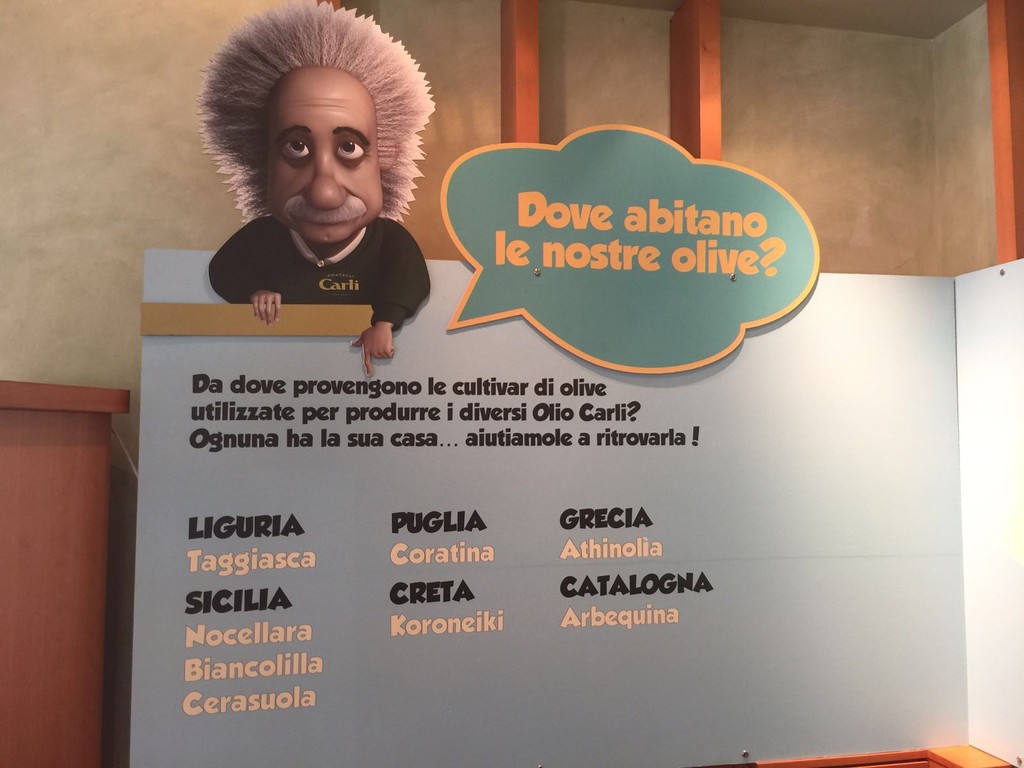 FRATELLI
Carli
Dove abitano
le nostre olive?
Da dove provengono le cultivar di olive
utilizzate per produrre i diversi Olio Carli?
Ognuna ha la sua casa... aiutiamole a ritrovarla!
LIGURIA
Taggiasca
SICILIA
Nocellara
Biancolilla
Cerasuola
PUGLIA
Coratina
CRETA
Koroneiki
GRECIA
Athinolìa
CATALOGNA
Arbequina